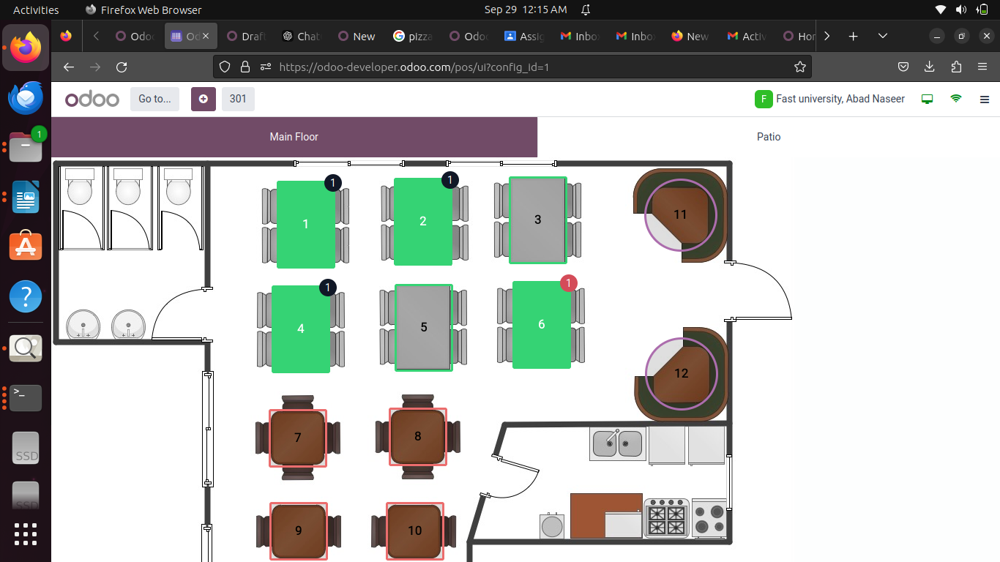 Activities Firefox Web Browser Sep 29 12:15 AM
Odoo Od Draft Chat New pizza Odoo Assig Inbo Inbo New Activ Hor
https://odoo-developer.odoo.com/pos/ui?config_id=1
odoo Go to... 301 F Fast university, Abad Naseer
Main Floor Patio
1
1
1
2
3
11
1
4
5
1
6
12
7
8
9
10
1
?
>_
SSD
SSD